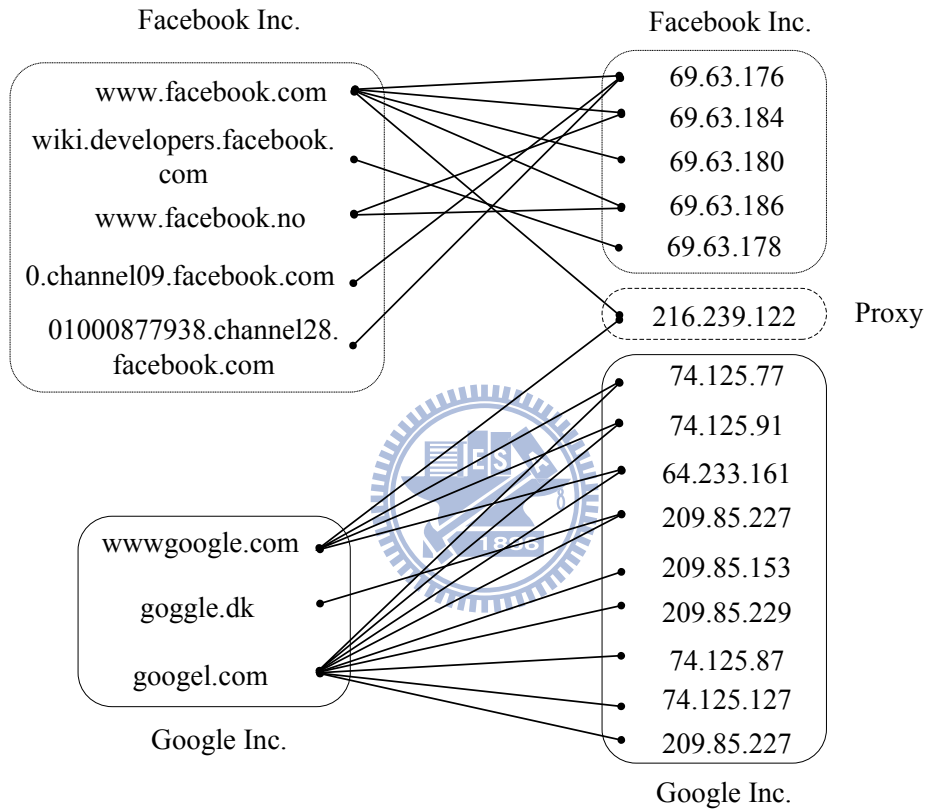 Facebook Inc.
www.facebook.com
wiki.developers.facebook.
com
www.facebook.no
0.channel09.facebook.com
01000877938.channel28.
facebook.com
Facebook Inc.
69.63.176
69.63.184
69.63.180
69.63.186
69.63.178
216.239.122
Proxy
wwwgoogle.com
goggle.dk
googel.com
Google Inc.
74.125.77
74.125.91
64.233.161
209.85.227
209.85.153
209.85.229
74.125.87
74.125.127
209.85.227
Google Inc.
E S
1896